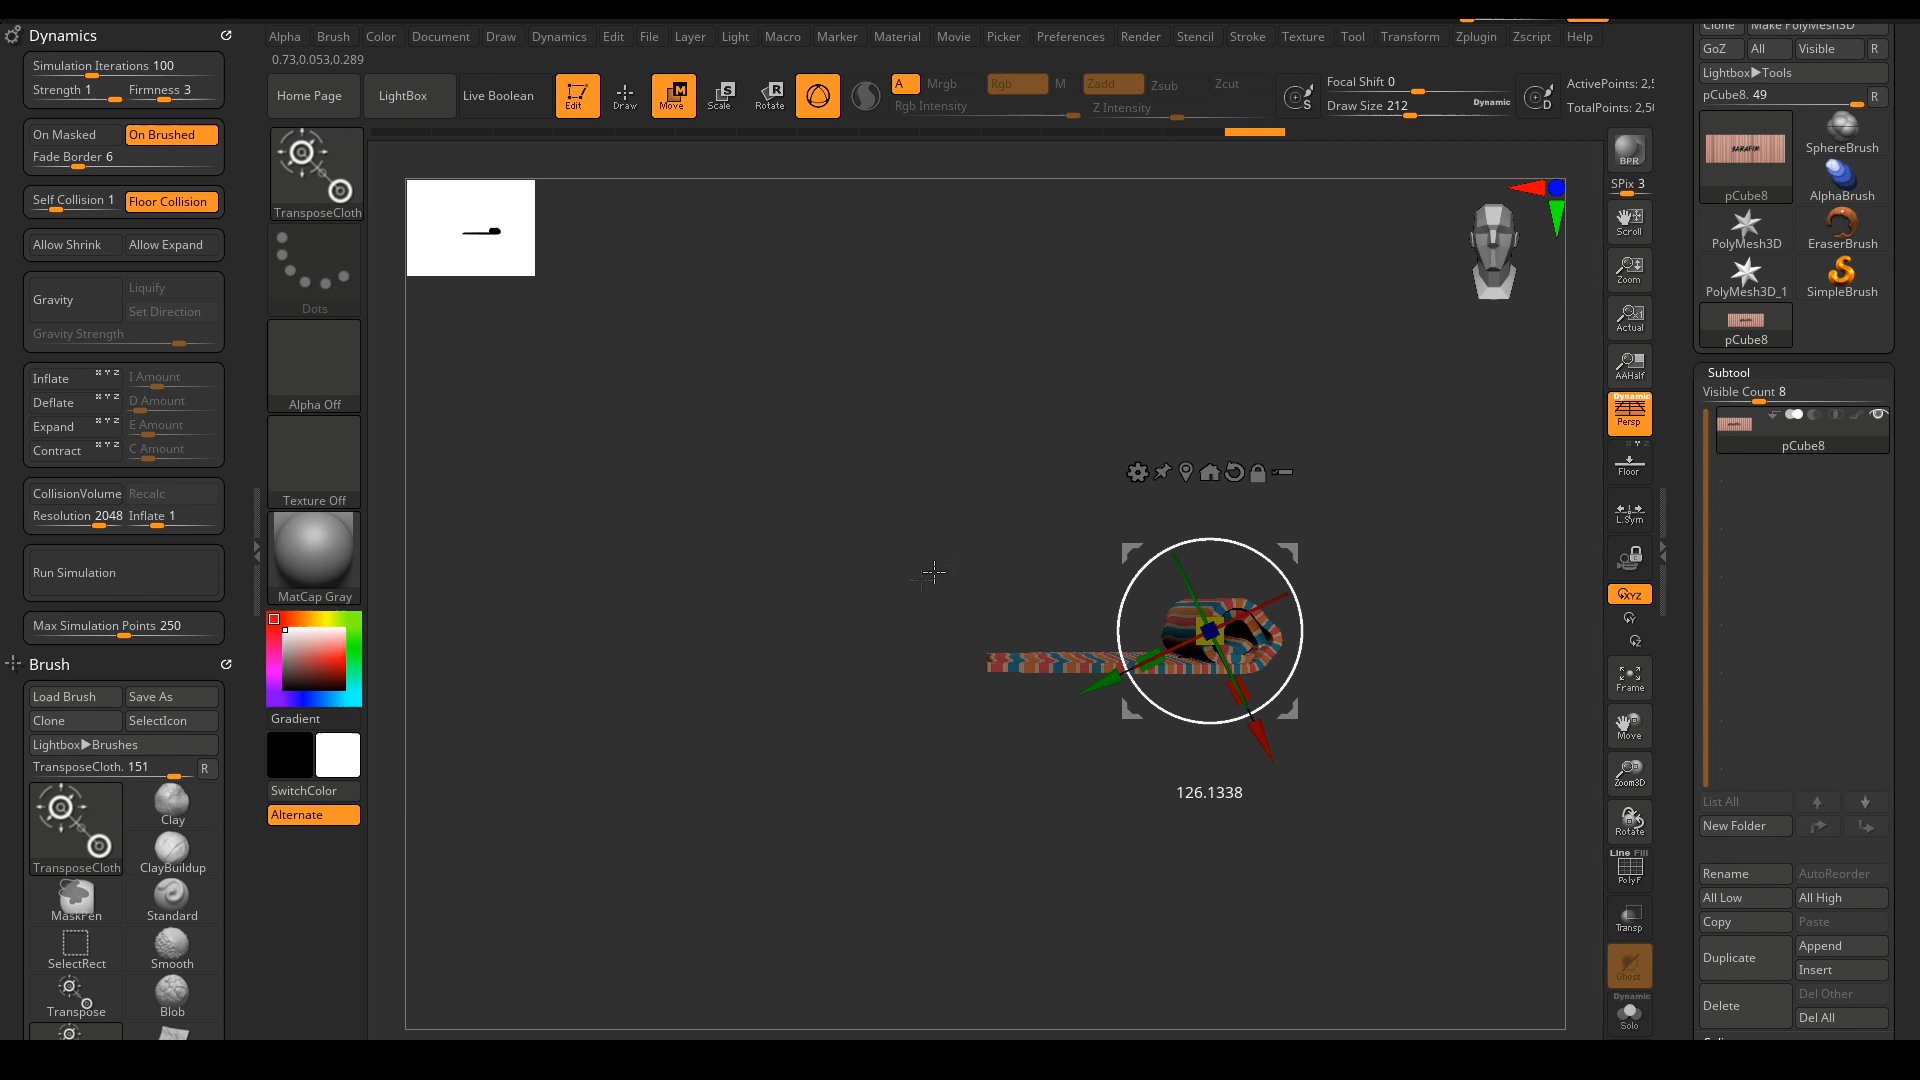 Dynamics
Simulation Iterations 100
Strength 1 Firmness 3
On Masked On Brushed
Fade Border 6
Self Collision 1 Floor Collision
Allow Shrink Allow Expand
Gravity
Liquify
Set Direction
Gravity Strength
Inflate x Y z I Amount
Deflate x Y z D Amount
Expand x Y z E Amount
Contract x Y z C Amount
CollisionVolume Recalc
Resolution 2048 Inflate 1
Run Simulation
Max Simulation Points 250
Brush
Load Brush Save As
Clone SelectIcon
Lightbox▶Brushes
TransposeCloth. 151 R
TransposeCloth
Clay
ClayBuildup
MaskPen Standard
SelectRect Smooth
Transpose Blob
Alpha Brush Color Document Draw Dynamics Edit File Layer Light Macro Marker Material Movie Picker Preferences Render Stencil Stroke Texture Tool Transform Zplugin Zscript Help
0.73,0.053,0.289
Home Page LightBox Live Boolean Edit Draw Move Scale Rotate
A Mrgb Rgb M Zadd Zsub Zcut
Rgb Intensity Z Intensity
S
Focal Shift 0
Draw Size 212 Dynamic
D
ActivePoints: 2,5
TotalPoints: 2,50
TransposeCloth
Dots
Alpha Off
Texture Off
MatCap Gray
Gradient
SwitchColor
Alternate
126.1338
BPR
SPix 3
Scroll
Zoom
Actual
AAHalf
Dynamic
Persp
Floor
L.Sym
XYZ
Frame
Move
Zoom3D
Rotate
Line Fill
PolyF
Transp
Ghost
Dynamic
Solo
Clone Make PolyMesh3D
GoZ All Visible R
Lightbox▶Tools
pCube8. 49 R
SARAFIN
pCube8
SphereBrush
AlphaBrush
PolyMesh3D EraserBrush
PolyMesh3D_1 SimpleBrush
pCube8
Subtool
Visible Count 8
pCube8
List All
New Folder
Rename AutoReorder
All Low All High
Copy Paste
Duplicate
Append
Insert
Delete
Del Other
Del All